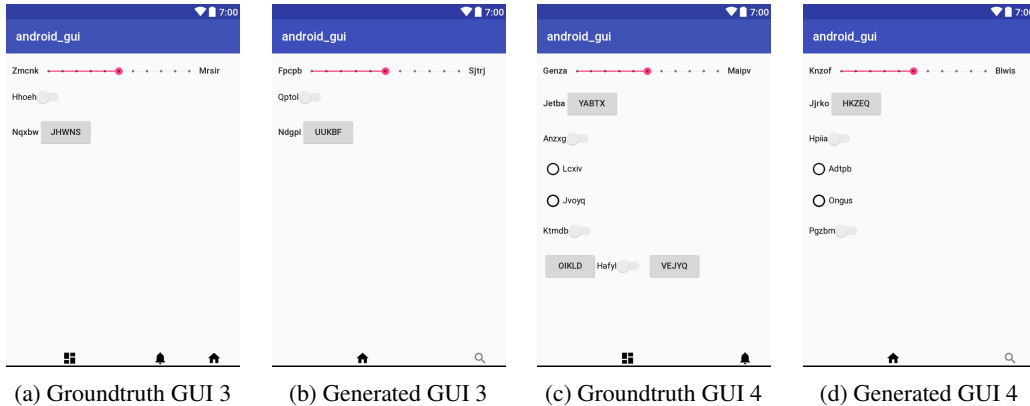 7:00
android_gui
Zmcnk Mrsir
Hhoeh
Nqxbw JHWNS
(a) Groundtruth GUI 3
7:00
android_gui
Fpcpb Sjtrj
Qptol
Ndgpi UUKBF
(b) Generated GUI 3
7:00
android_gui
Genza Maipv
Jetba YABTX
Anzxg
Lcxiv
Jvoyq
Ktmdb
OIKLD Hafyl VEJYQ
(c) Groundtruth GUI 4
7:00
android_gui
Knzof Biwis
Jjrko HKZEQ
Hpiia
Adtpb
Ongus
Pgzbm
(d) Generated GUI 4